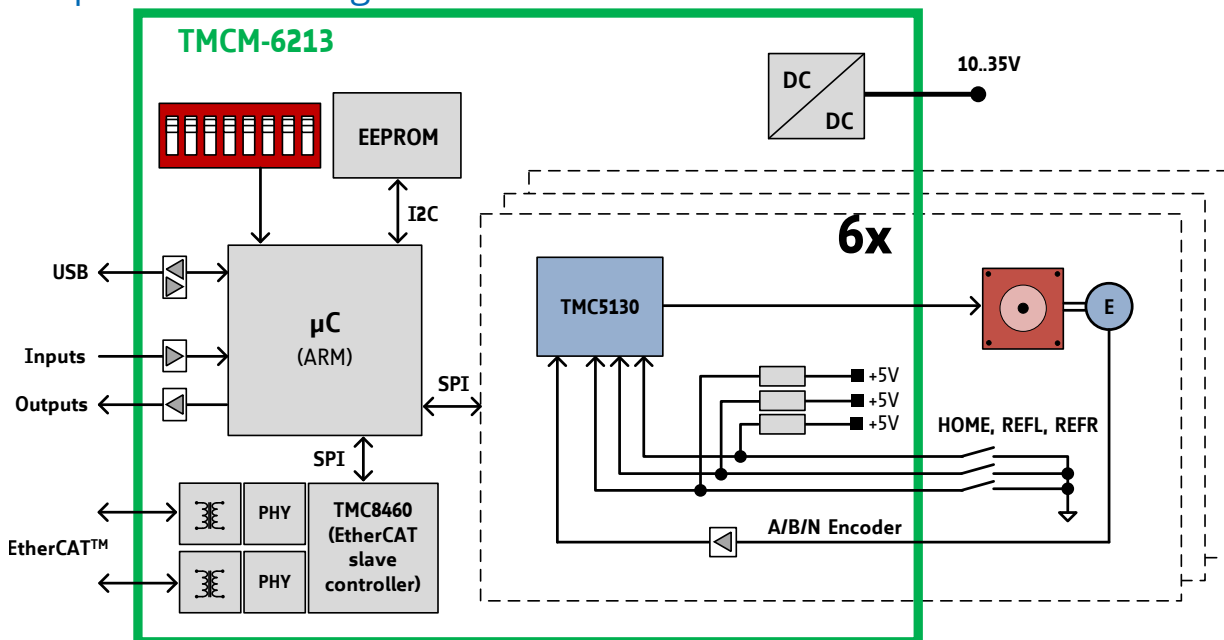 TMCM-6213
10..35V
DC
DC
EEPROM
I2C
6x
USB
TMC5130
E
µC
(ARM)
Inputs
SPI
+5V
Outputs
+5V
+5V
HOME, REFL, REFR
SPI
TMC8460
(EtherCAT
slave
controller)
PHY
A/B/N Encoder
EtherCAT™
PHY